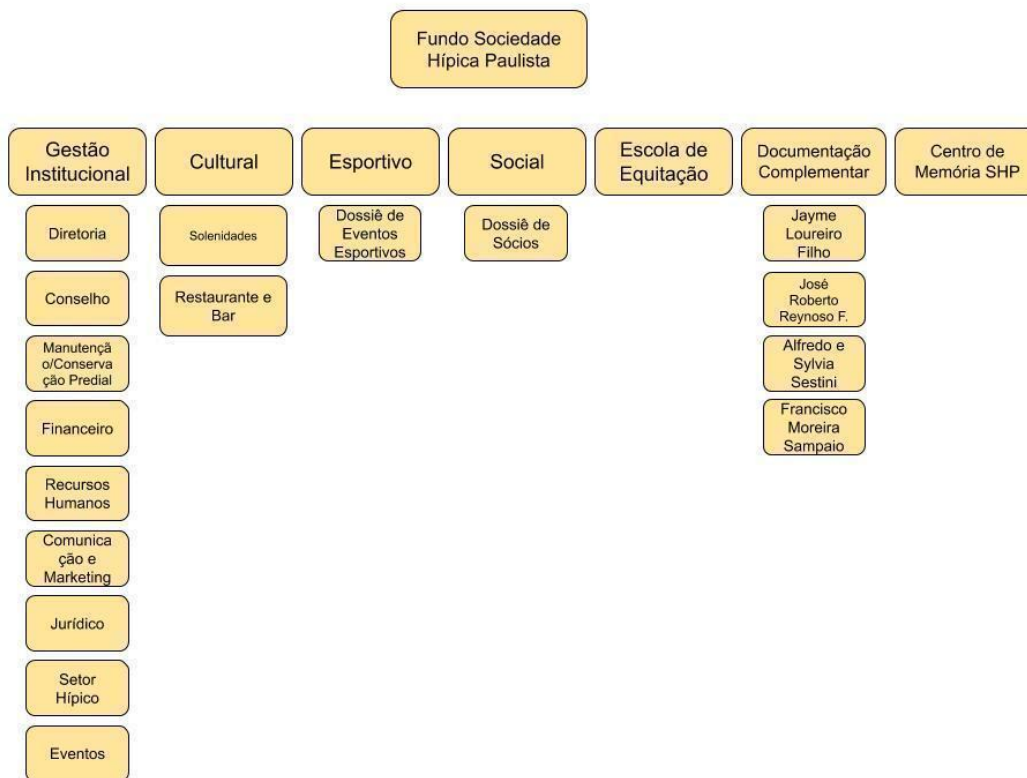 Fundo Sociedade
Hípica Paulista
Gestão
Institucional
Cultural
Esportivo
Social
Escola de
Equitação
Documentação
Complementar
Centro de
Memória SHP
Diretoria
Conselho
Manutençã
o/Conserva
ção Predial
Financeiro
Recursos
Humanos
Comunica
ção e
Marketing
Jurídico
Setor
Hípico
Eventos
Solenidades
Restaurante e
Bar
Dossiê de
Eventos
Esportivos
Dossiê de
Sócios
Jayme
Loureiro
Filho
José
Roberto
Reynoso F.
Alfredo e
Sylvia
Sestini
Francisco
Moreira
Sampaio